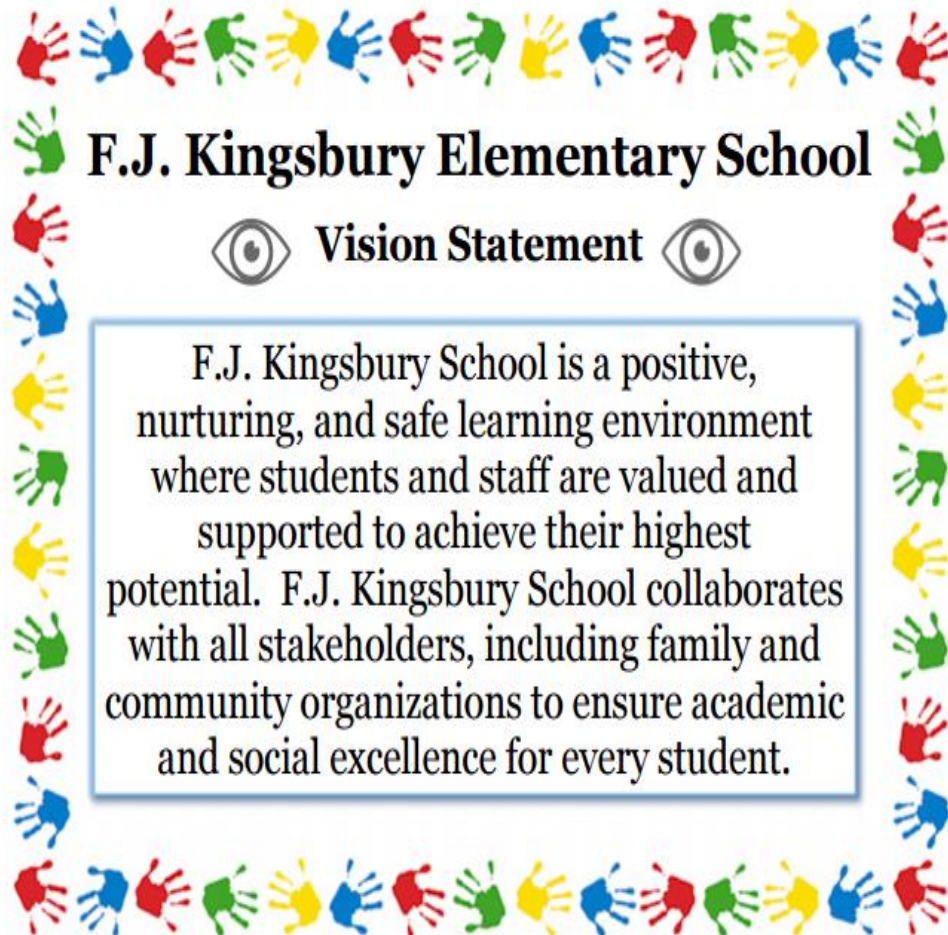 F.J. Kingsbury Elementary School
Vision Statement
F.J. Kingsbury School is a positive,
nurturing, and safe learning environment
where students and staff are valued and
supported to achieve their highest
potential.  F.J. Kingsbury School collaborates
with all stakeholders, including family and
community organizations to ensure academic
and social excellence for every student.